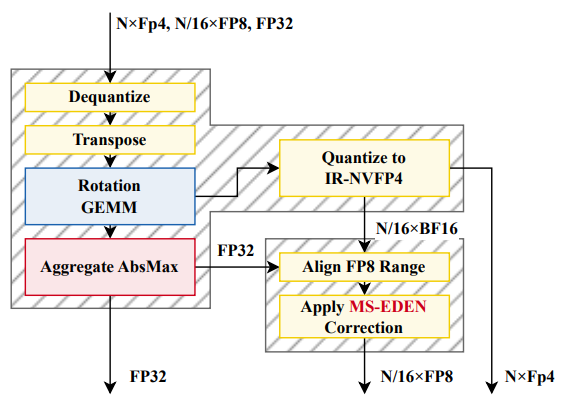 N×Fp4, N/16×FP8, FP32
Dequantize
Transpose
Rotation
GEMM
Quantize to
IR-NVFP4
N/16×BF16
Aggregate AbsMax
FP32
Align FP8 Range
Apply MS-EDEN
Correction
FP32
N/16×FP8
N×Fp4